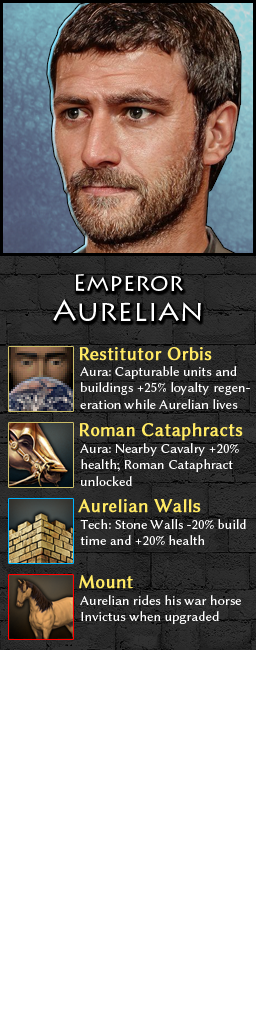 Emperor
Aurelian
Restitutor Orbis
Aura: Capturable units and
buildings +25% loyalty regen-
eration while Aurelian lives
Roman Cataphracts
Aura: Nearby Cavalry +20%
health; Roman Cataphract
unlocked
Aurelian Walls
Tech: Stone Walls -20% build
time and +20% health
Mount
Aurelian rides his war horse
Invictus when upgraded